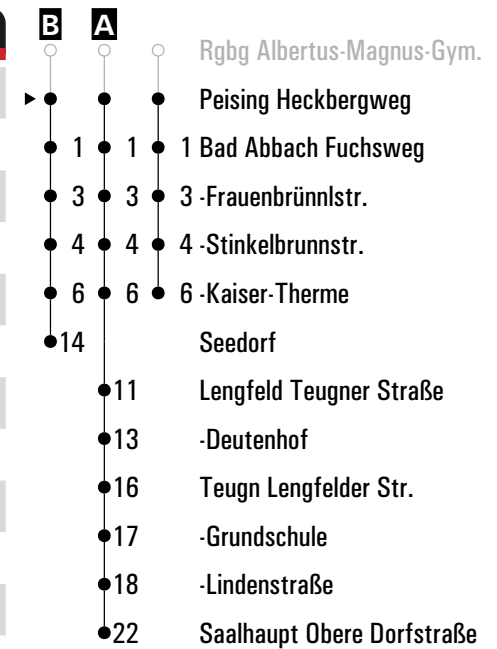 B A
Rgbg Albertus-Magnus-Gym.
Peising Heckbergweg
1 1 1 Bad Abbach Fuchsweg
3 3 3 -Frauenbrünnlstr.
4 4 4 -Stinkelbrunnstr.
6 6 6 -Kaiser-Therme
14 Seedorf
11 Lengfeld Teugner Straße
13 -Deutenhof
16 Teugn Lengfelder Str.
17 -Grundschule
18 -Lindenstraße
22 Saalhaupt Obere Dorfstraße